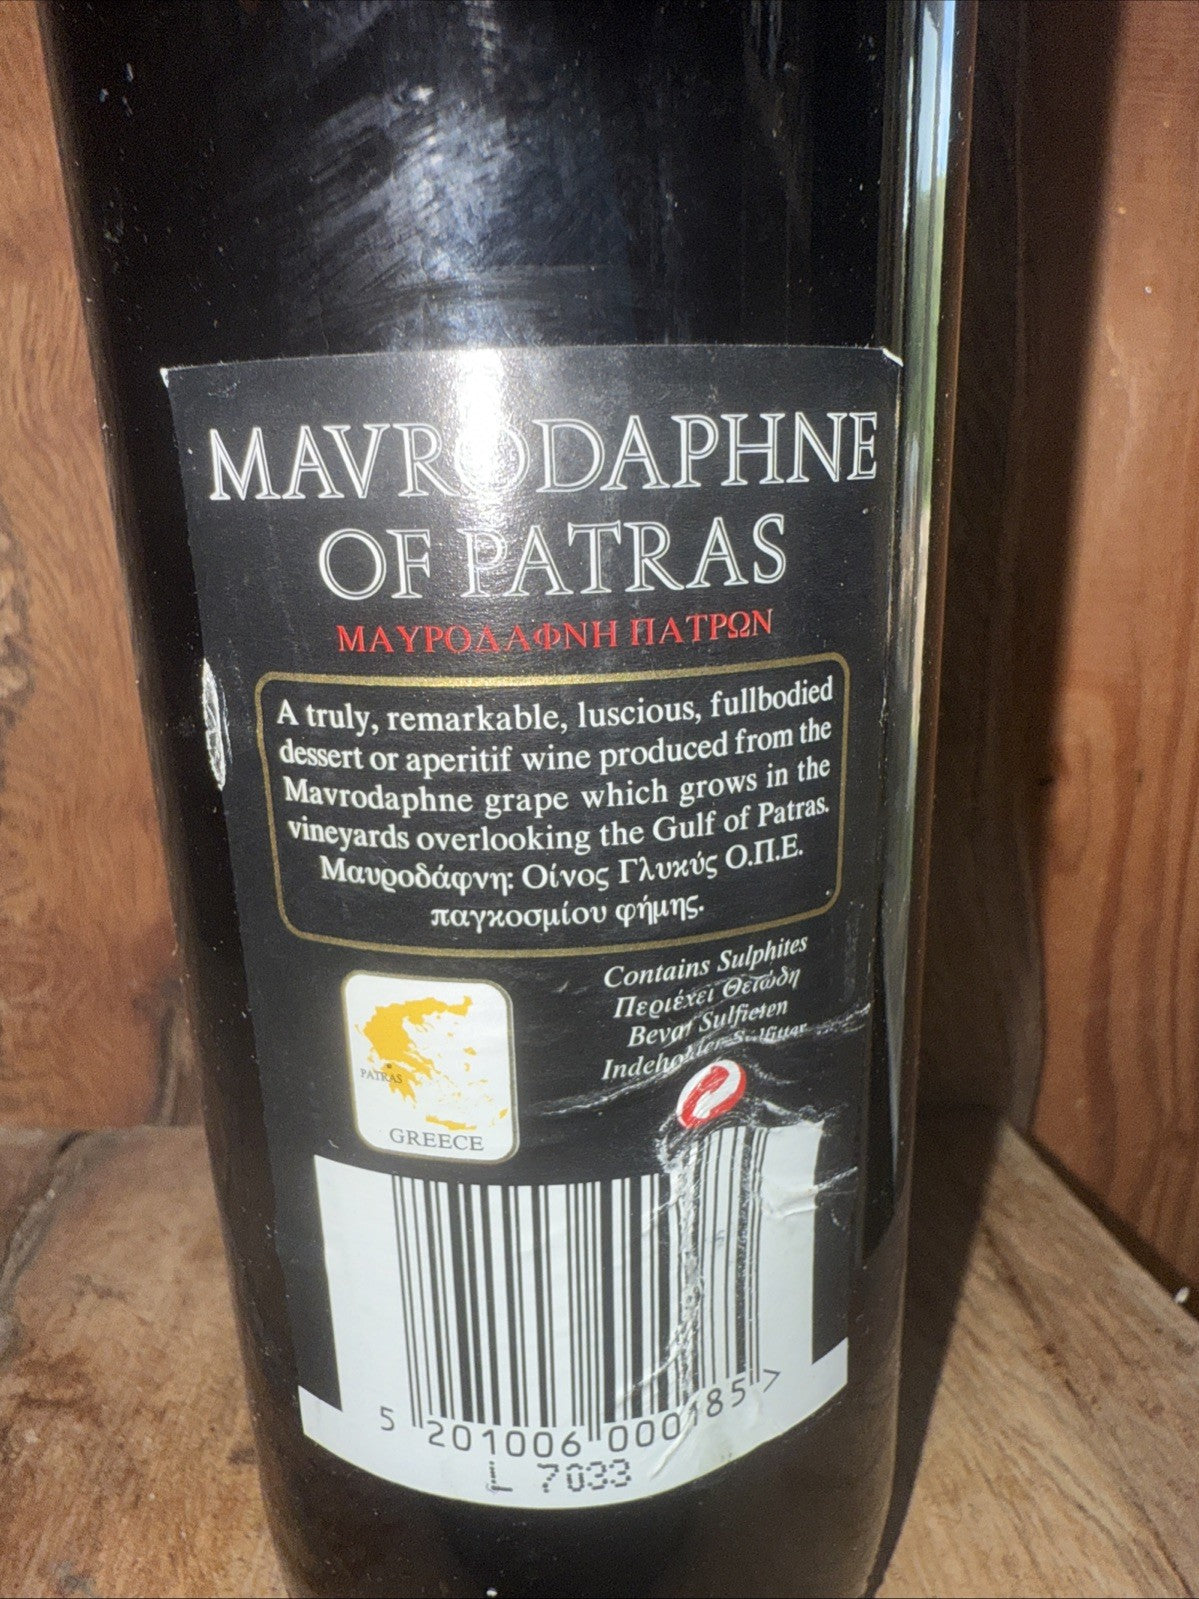 MAVRODAPHNE
OF PATRAS
ΜΑΥΡΟΔΑΦΝΗ ΠΑΤΡΩΝ
A truly, remarkable, luscious, fullbodied
dessert or aperitif wine produced from the
Mavrodaphne grape which grows in the
vineyards overlooking the Gulf of Patras.
Μαυροδάφνη: Οίνος Γλυκύς Ο.Π.Ε.
παγκοσμίου φήμης.
Contains Sulphites
Περιέχει Θειώδη
Bevat Sulfieten
Indeholder Sulfitter
PATRAS
GREECE
5 201006 000185 >
L 7033